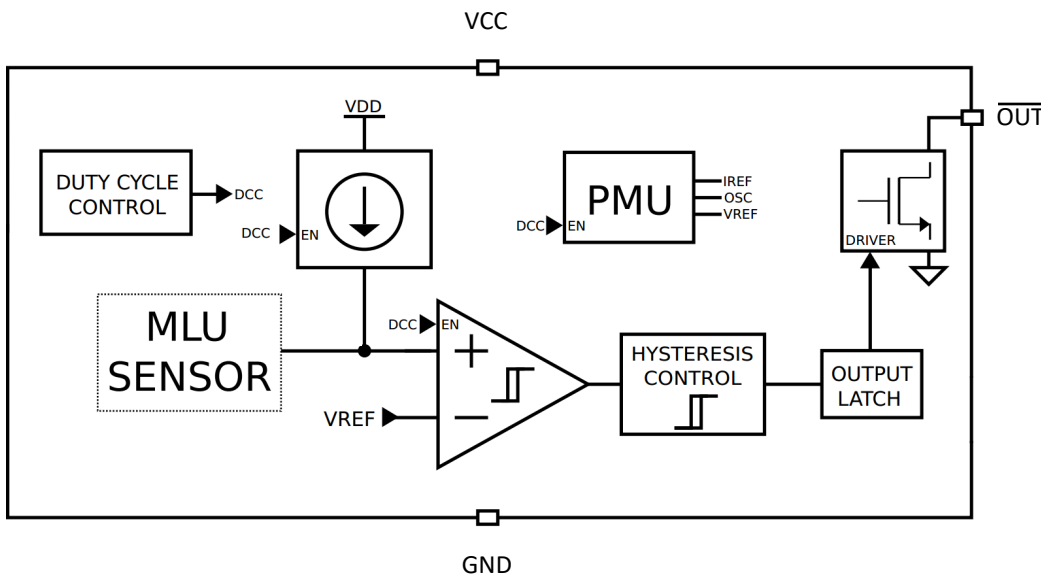 VCC
OUT
VDD
DUTY CYCLE
CONTROL
DCC
DCC
EN
PMU
IREF
OSC
VREF
DCC
EN
DRIVER
MLU
SENSOR
DCC
EN
VREF
HYSTERESIS
CONTROL
OUTPUT
LATCH
GND